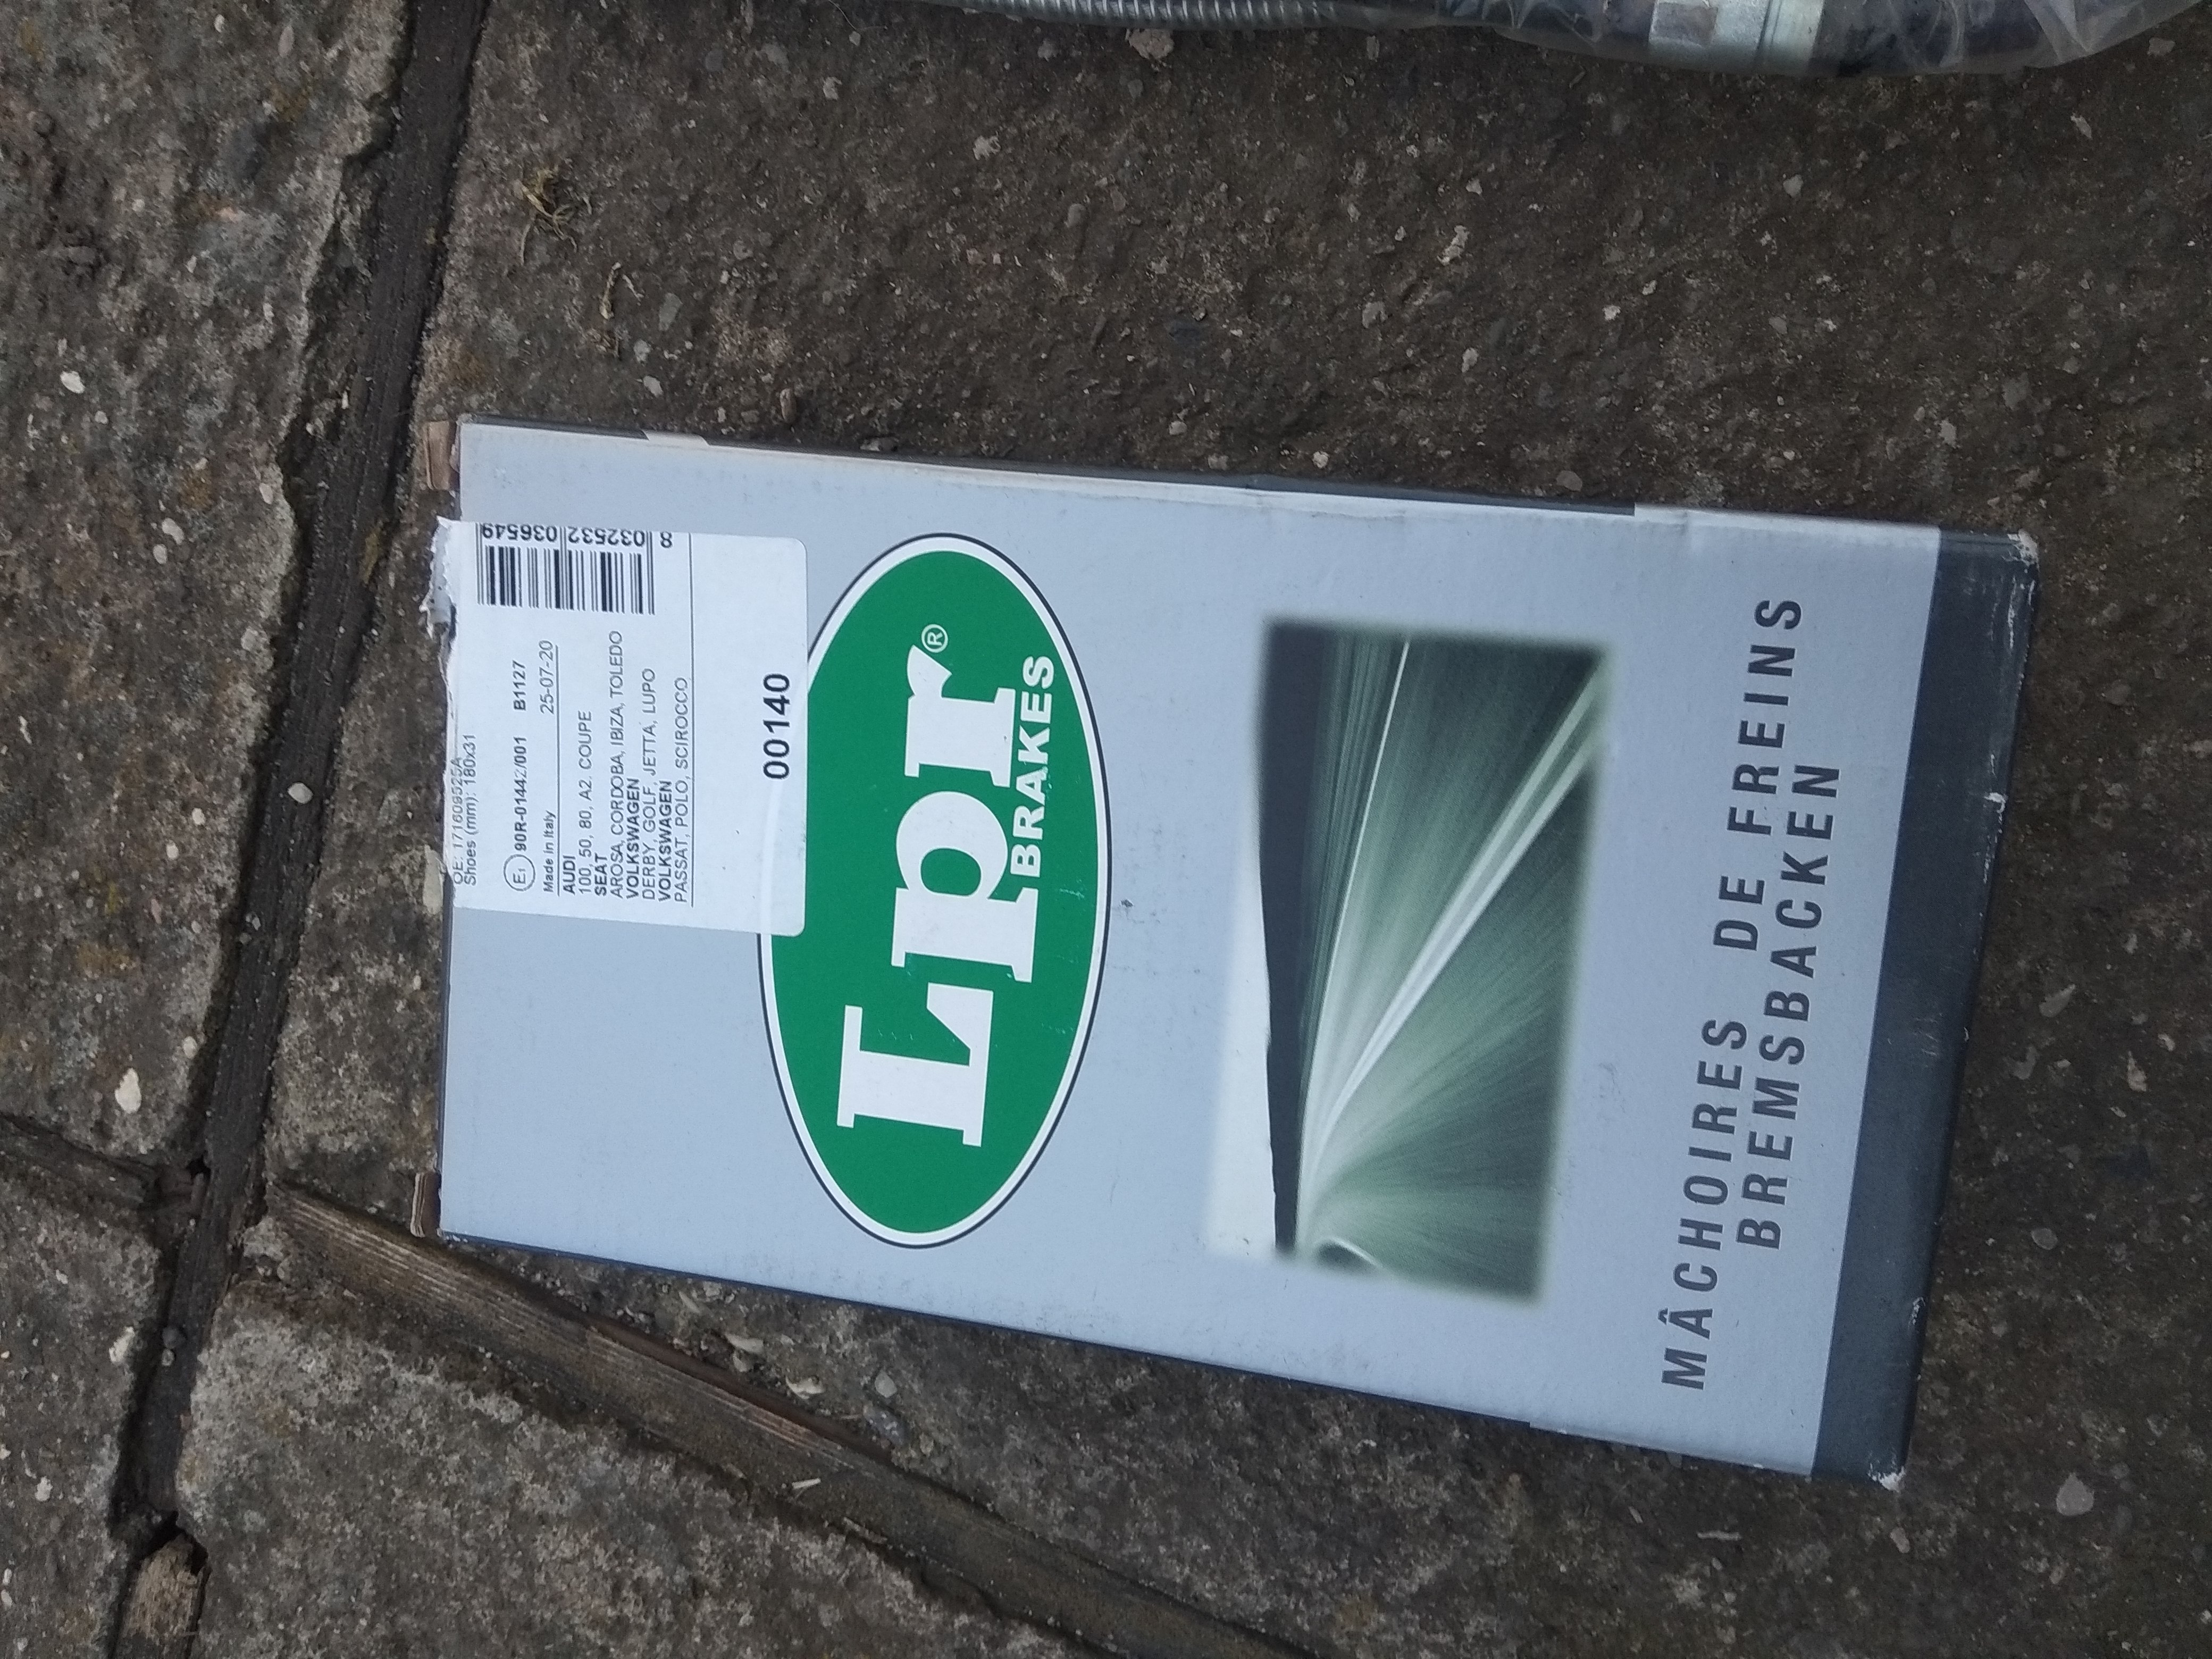 OE: 171609525A
Shoes (mm): 180x31
E1 90R-01442/001 B1127
Made in Italy 25-07-20
AUDI
100, 50, 80, A2. COUPE
SEAT
AROSA, CORDOBA, IBIZA, TOLEDO
VOLKSWAGEN
DERBY, GOLF, JETTA, LUPO
VOLKSWAGEN
PASSAT, POLO, SCIROCCO
8 032532 036549
00140
Lpr®
BRAKES
MÂCHOIRES DE FREINS
BREMSBACKEN